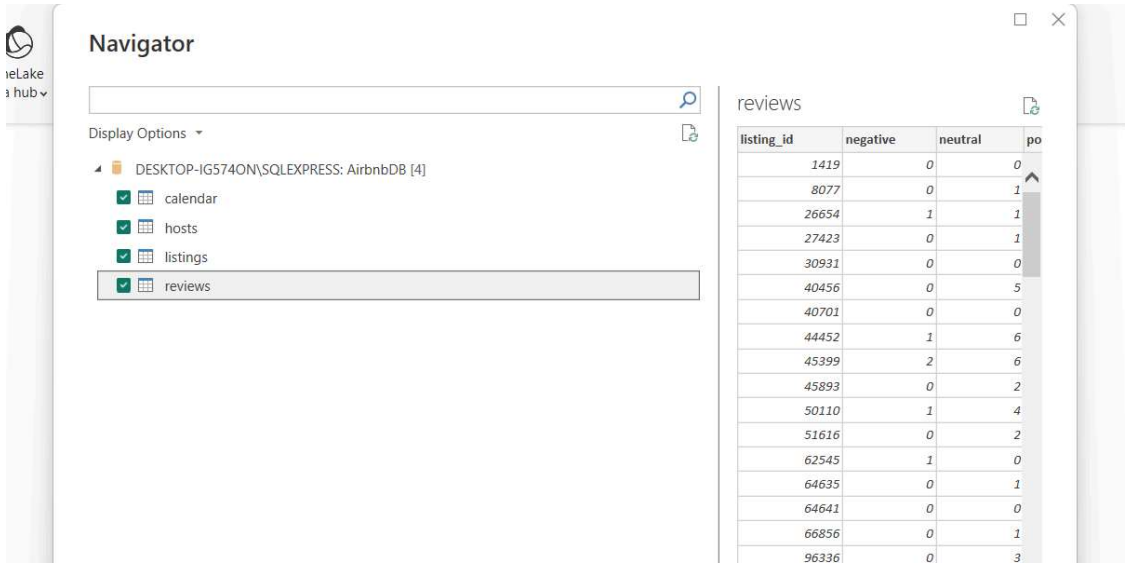 Navigator
neLake
a hub
Display Options
DESKTOP-IG574ON\SQLEXPRESS: AirbnbDB [4]
calendar
hosts
listings
reviews
reviews
listing_id negative neutral po
1419 0 0
8077 0 1
26654 1 1
27423 0 1
30931 0 0
40456 0 5
40701 0 0
44452 1 6
45399 2 6
45893 0 2
50110 1 4
51616 0 2
62545 1 0
64635 0 1
64641 0 0
66856 0 1
96336 0 3